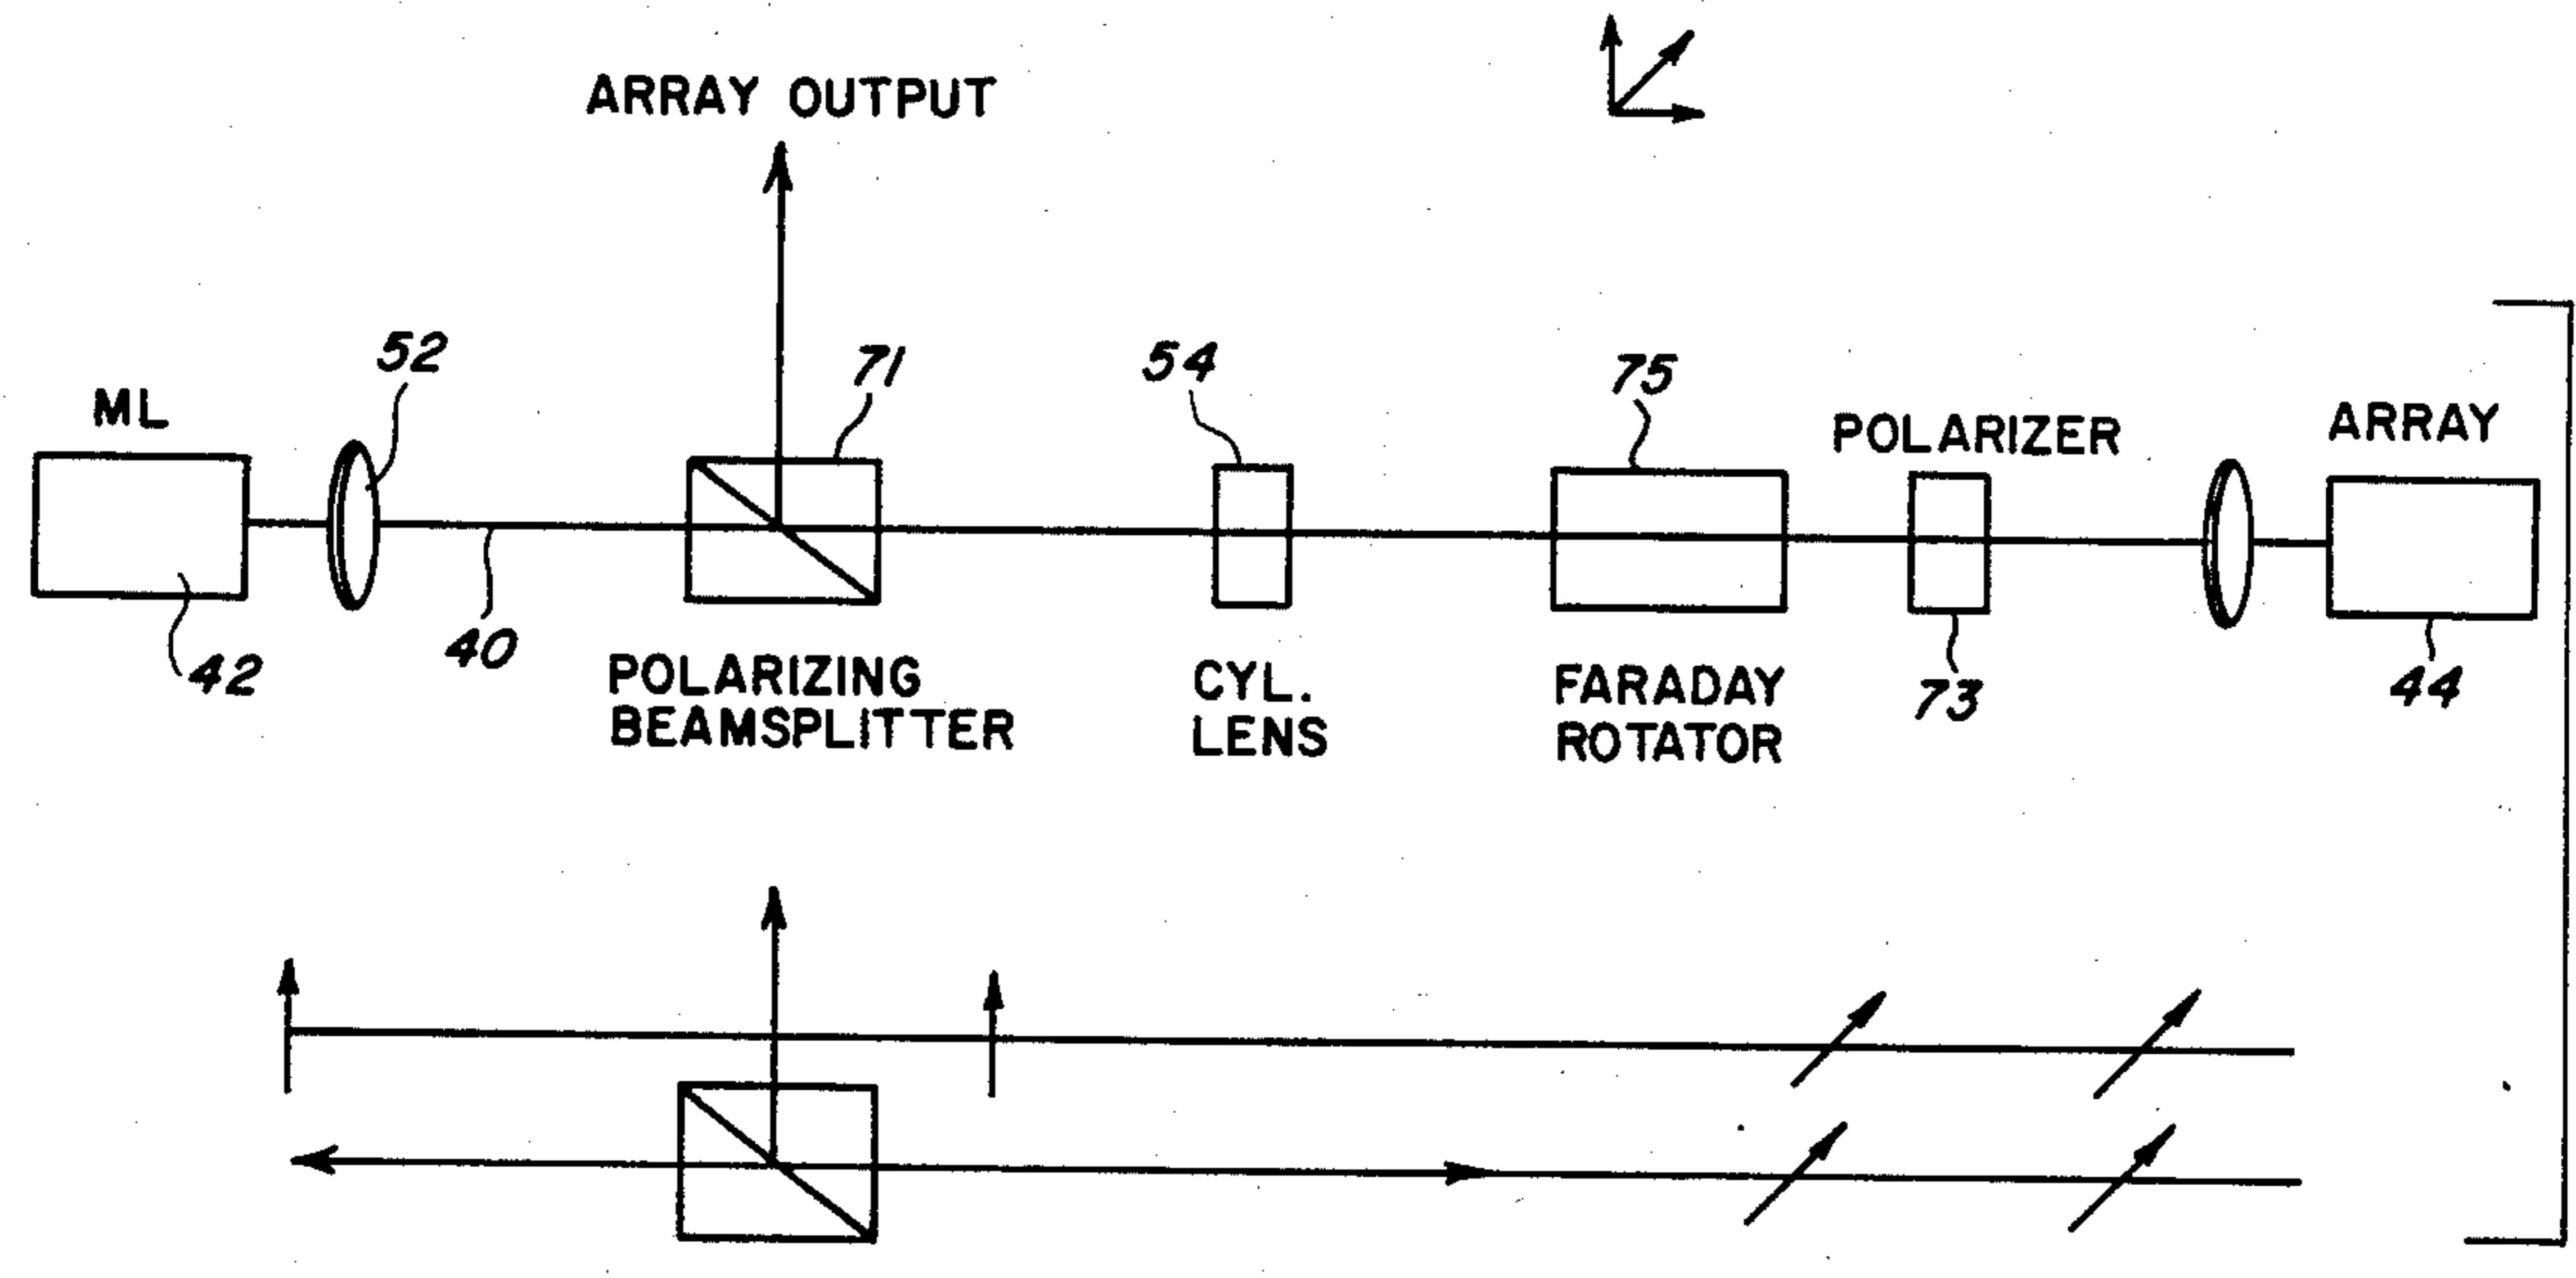 ARRAY OUTPUT
ML
52
71
54
75
POLARIZER
ARRAY
42
40
POLARIZING
BEAMSPLITTER
CYL.
LENS
FARADAY
ROTATOR
73
44